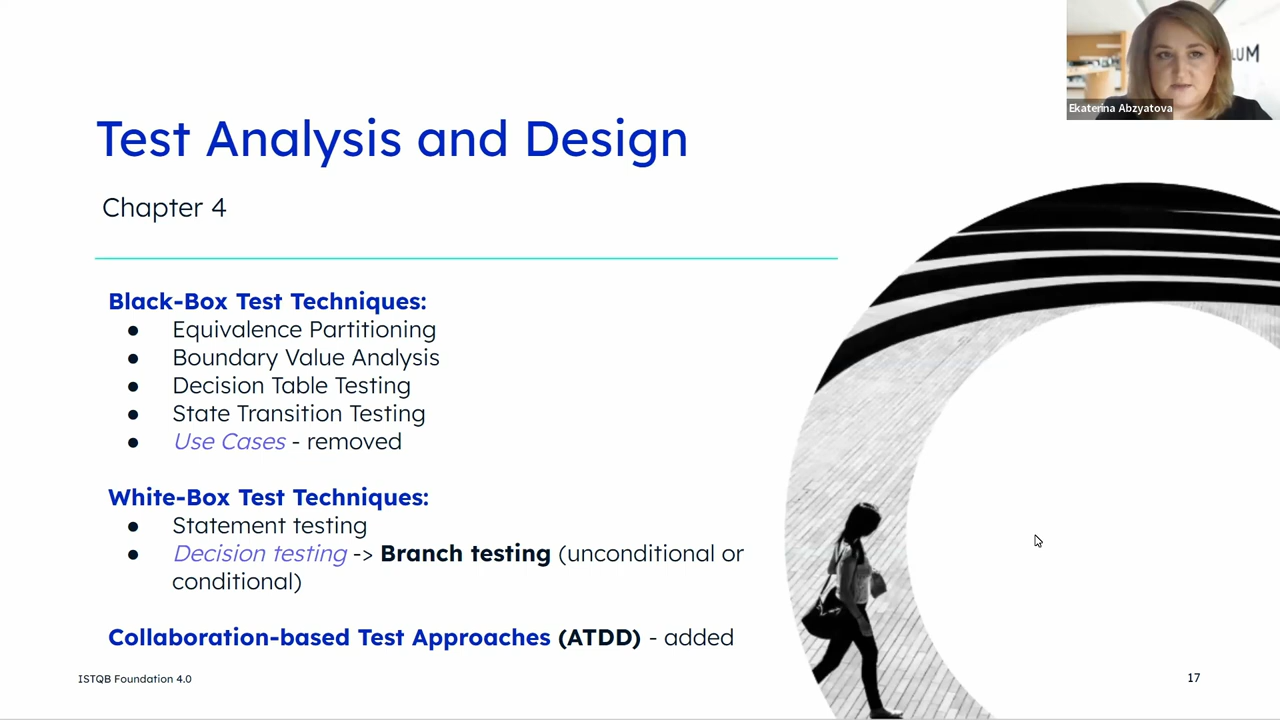 Ekaterina Abzyatova
Test Analysis and Design
Chapter 4
Black-Box Test Techniques:
● Equivalence Partitioning
● Boundary Value Analysis
● Decision Table Testing
● State Transition Testing
● Use Cases - removed
White-Box Test Techniques:
● Statement testing
● Decision testing -> Branch testing (unconditional or
conditional)
Collaboration-based Test Approaches (ATDD) - added
ISTQB Foundation 4.0
17